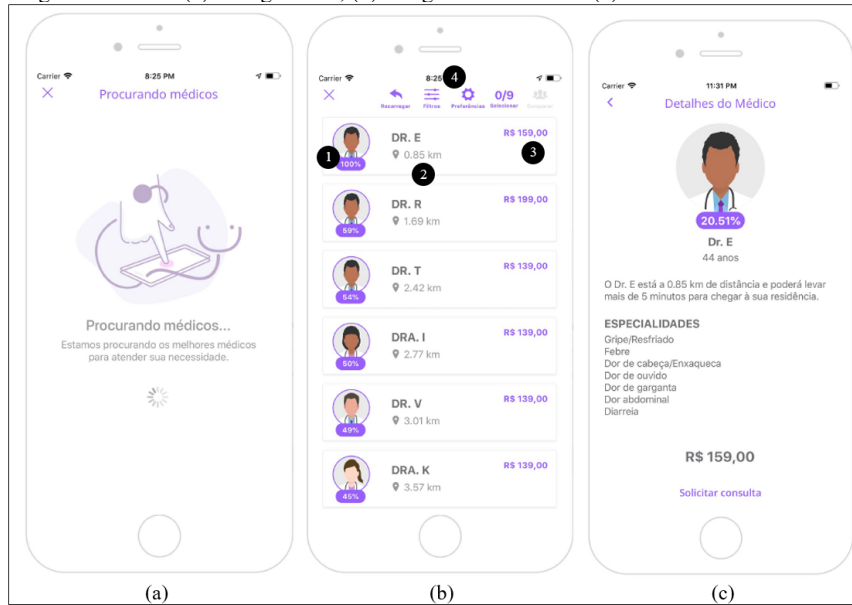 Carrier
8:25 PM
Procurando médicos
Procurando médicos...
Estamos procurando os melhores médicos
para atender sua necessidade.
(a)
Carrier
8:25
4
Recarregar
Filtros
Preferências
0/9
Selecionar
1
100%
DR. E
0.85 km
R$ 159,00
2
3
59%
DR. R
1.69 km
R$ 199,00
54%
DR. T
2.42 km
R$ 139,00
50%
DRA. I
2.77 km
R$ 139,00
49%
DR. V
3.01 km
R$ 139,00
45%
DRA. K
3.57 km
R$ 139,00
(b)
Carrier
11:31 PM
Detalhes do Médico
20.51%
Dr. E
44 anos
O Dr. E está a 0.85 km de distância e poderá levar
mais de 5 minutos para chegar à sua residência.
ESPECIALIDADES
Gripe/Resfriado
Febre
Dor de cabeça/Enxaqueca
Dor de ouvido
Dor de garganta
Dor abdominal
Diarreia
R$ 159,00
Solicitar consulta
(c)